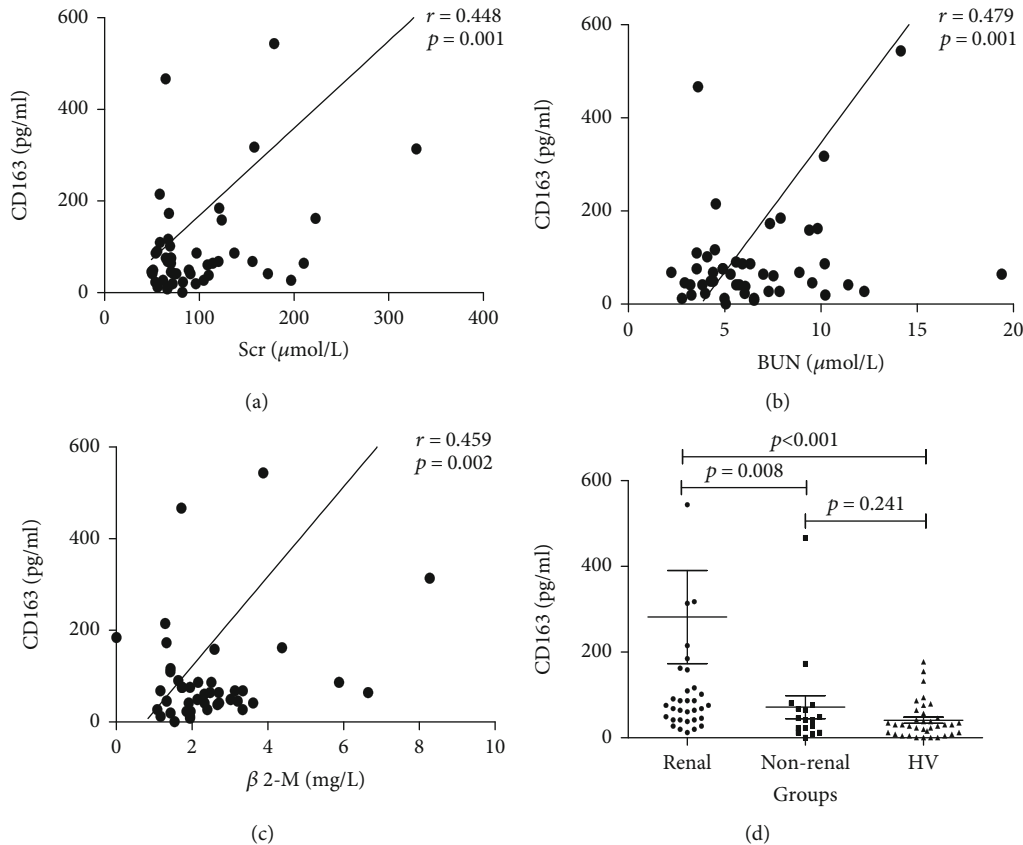 600
400
200
0
CD163 (pg/ml)
r = 0.448
p = 0.001
0
100
200
300
400
Scr (μmol/L)
(a)
600
400
200
0
CD163 (pg/ml)
r = 0.479
p = 0.001
0
5
10
15
20
BUN (μmol/L)
(b)
600
400
200
0
CD163 (pg/ml)
r = 0.459
p = 0.002
0
2
4
6
8
10
β 2-M (mg/L)
(c)
p<0.001
p = 0.008
p = 0.241
600
400
200
0
CD163 (pg/ml)
Renal
Non-renal
HV
Groups
(d)